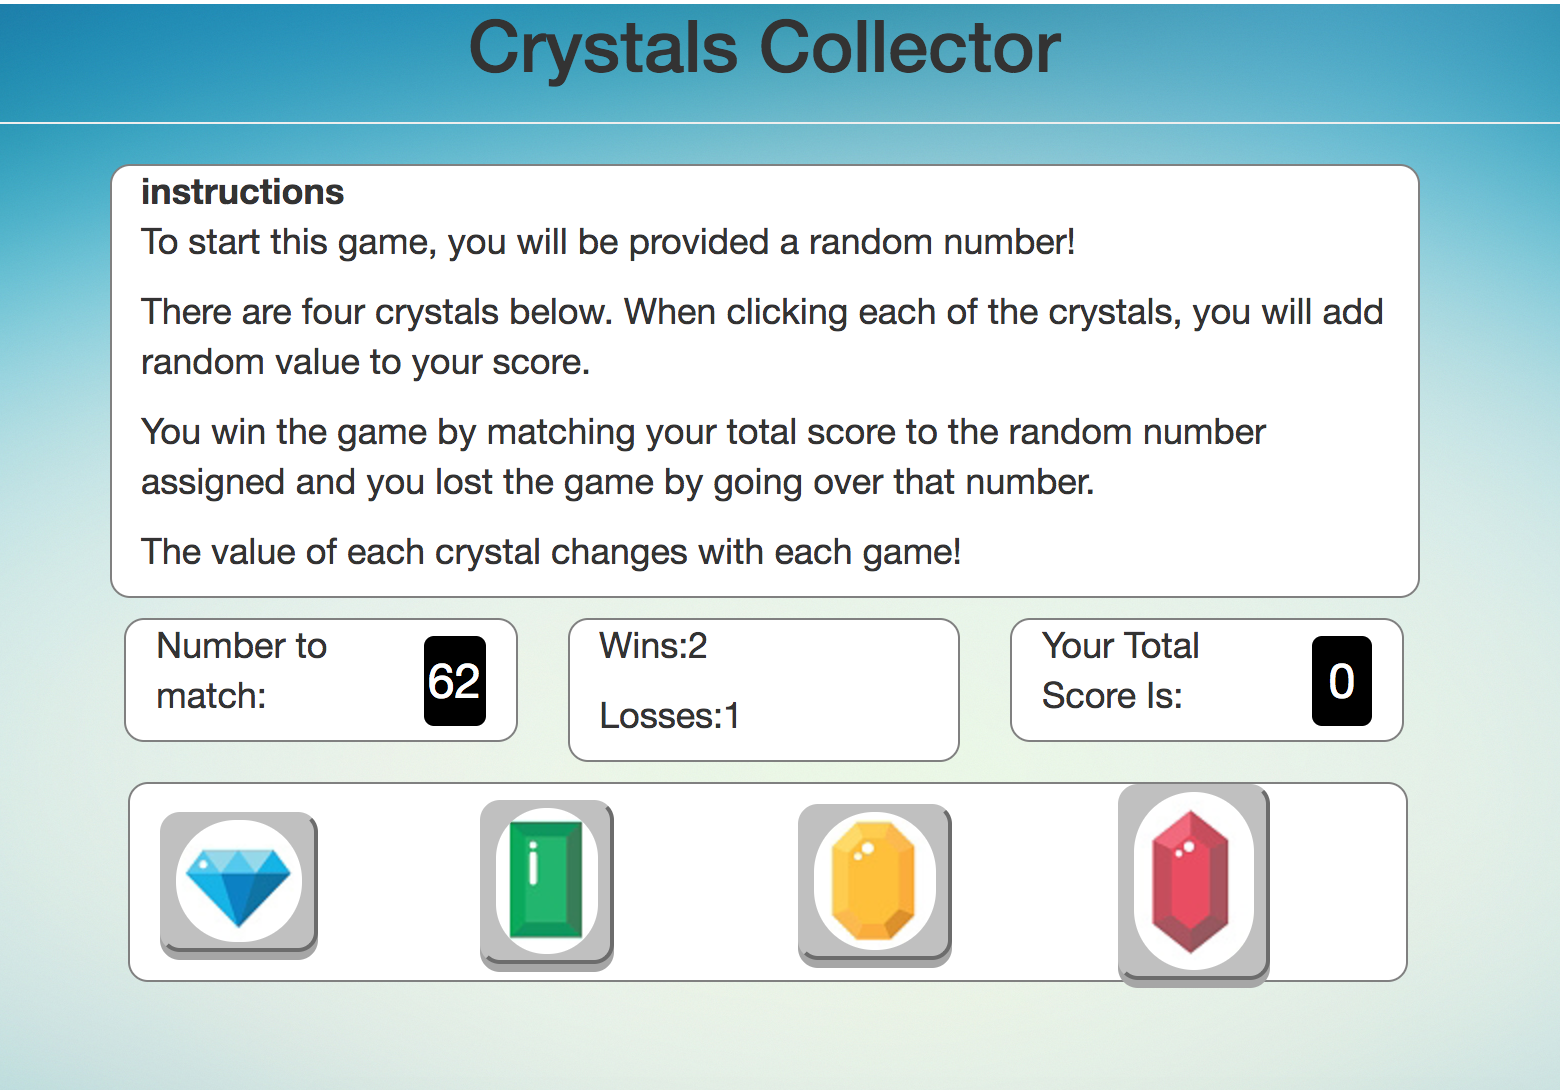 Crystals Collector
instructions
To start this game, you will be provided a random number!
There are four crystals below. When clicking each of the crystals, you will add
random value to your score.
You win the game by matching your total score to the random number
assigned and you lost the game by going over that number.
The value of each crystal changes with each game!
Number to
match:
62
Wins:2
Losses:1
Your Total
Score Is:
0